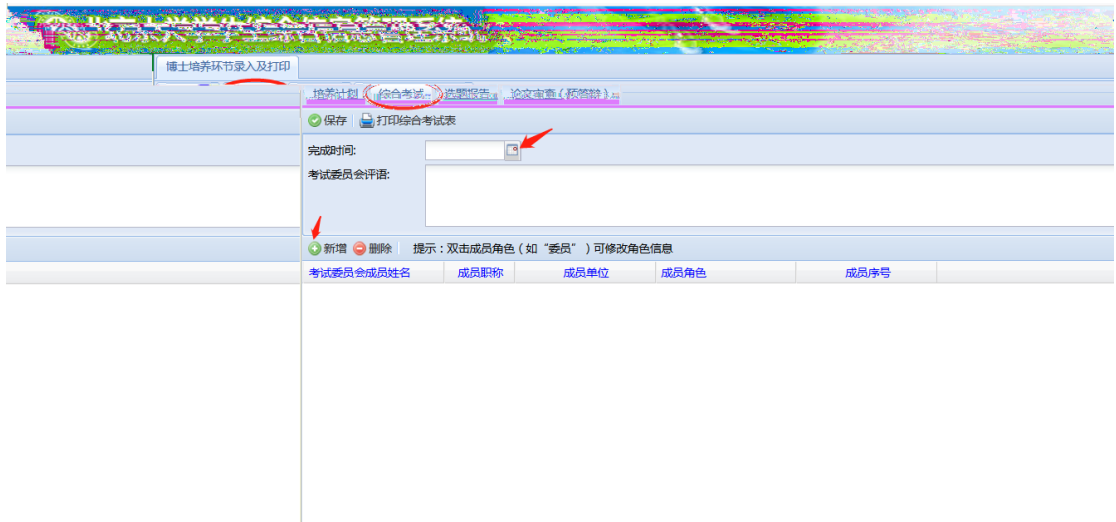 博士培养环节录入及打印
培养计划 综合考试 选题报告 论文审查(预答辩)
保存 打印综合考试表
完成时间:
考试委员会评语:
新增 删除 提示:双击成员角色(如“委员”)可修改角色信息
考试委员会成员姓名 成员职称 成员单位 成员角色 成员序号